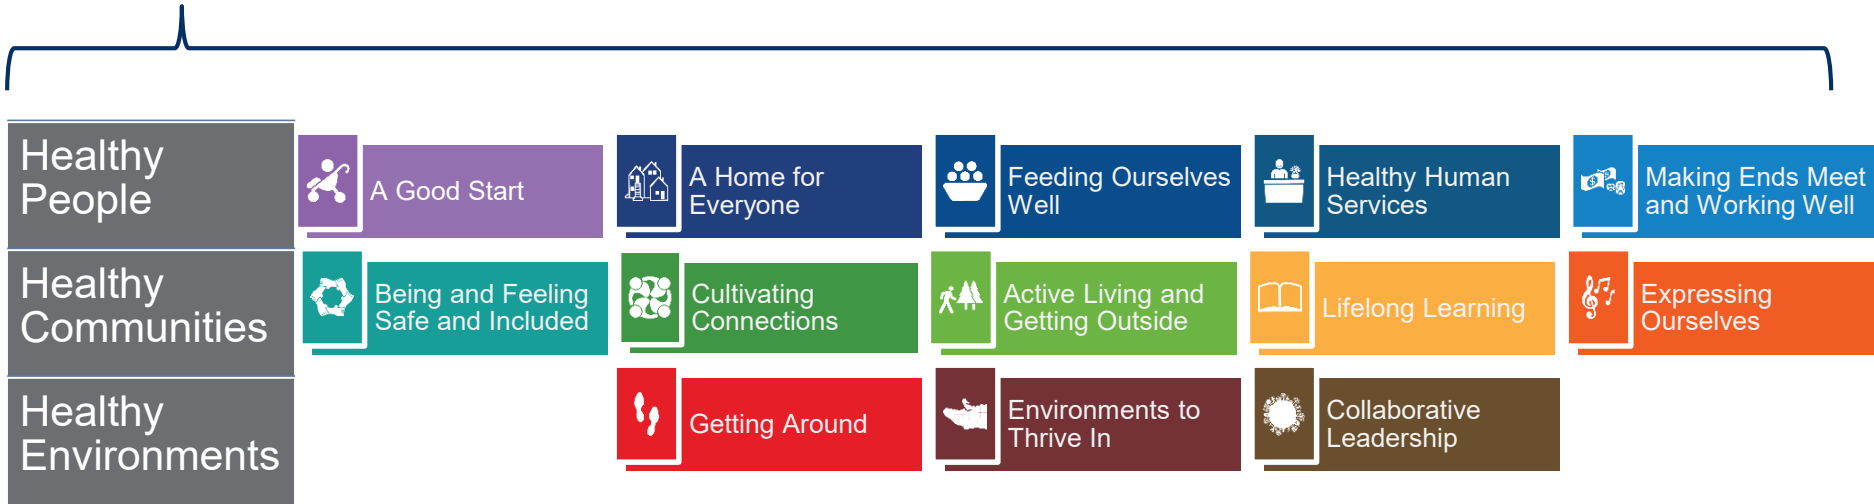 Healthy
People
A Good Start
A Home for
Everyone
Feeding Ourselves
Well
Healthy Human
Services
Making Ends Meet
and Working Well
Healthy
Communities
Being and Feeling
Safe and Included
Cultivating
Connections
Active Living and
Getting Outside
Lifelong Learning
Expressing
Ourselves
Healthy
Environments
Getting Around
Environments to
Thrive In
Collaborative
Leadership